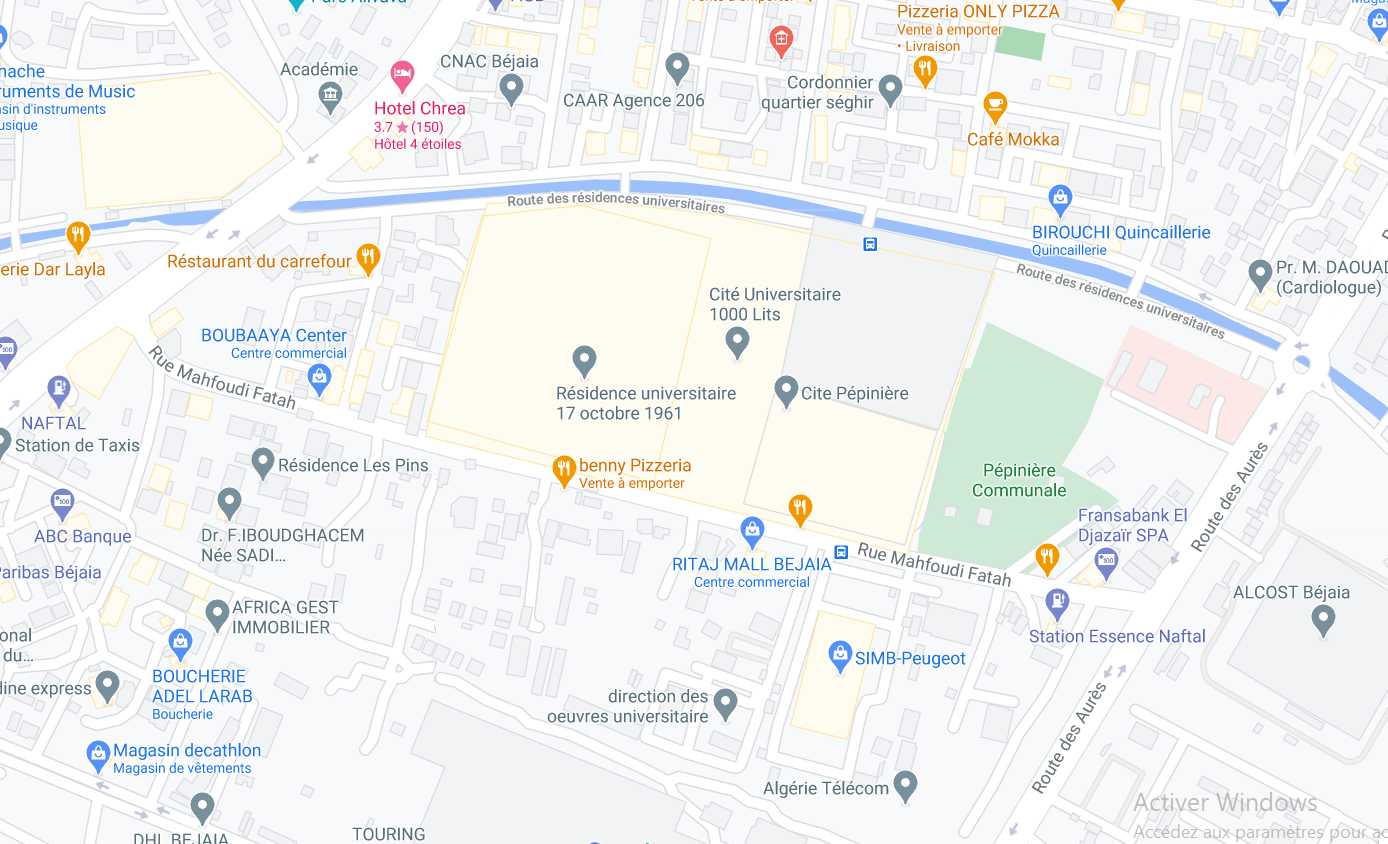 Parc Alivava
Vente à emporter
Pizzeria ONLY PIZZA
Vente à emporter
• Livraison
CNAC Béjaia
Académie
Cordonnier
quartier séghir
CAAR Agence 206
Hotel Chrea
3.7 ★ (150)
Hôtel 4 étoiles
Café Mokka
nache
ruments de Music
asin d'instruments
usique
Route des résidences universitaires
BIROUCHI Quincaillerie
Quincaillerie
erie Dar Layla
Réstaurant du carrefour
Route des résidences universitaires
Pr. M. DAOUAD
(Cardiologue)
Cité Universitaire
1000 Lits
BOUBAAYA Center
Centre commercial
Rue Mahfoudi Fatah
Résidence universitaire
17 octobre 1961
Cite Pépinière
NAFTAL
Station de Taxis
Résidence Les Pins
benny Pizzeria
Vente à emporter
Pépinière
Communale
Route des Aurès
Fransabank El
Djazaïr SPA
Dr. F.IBOUDGHACEM
Née SADI...
ABC Banque
Paribas Béjaia
RITAJ MALL BEJAIA
Centre commercial
Rue Mahfoudi Fatah
ALCOST Béjaia
AFRICA GEST
IMMOBILIER
Station Essence Naftal
onal
du...
SIMB-Peugeot
BOUCHERIE
ADEL LARAB
Boucherie
dine express
direction des
oeuvres universitaire
Route des Aurès
Magasin decathlon
Magasin de vêtements
Algérie Télécom
DHL BEJAIA
TOURING
Activer Windows
Accédez aux paramètres pour ac